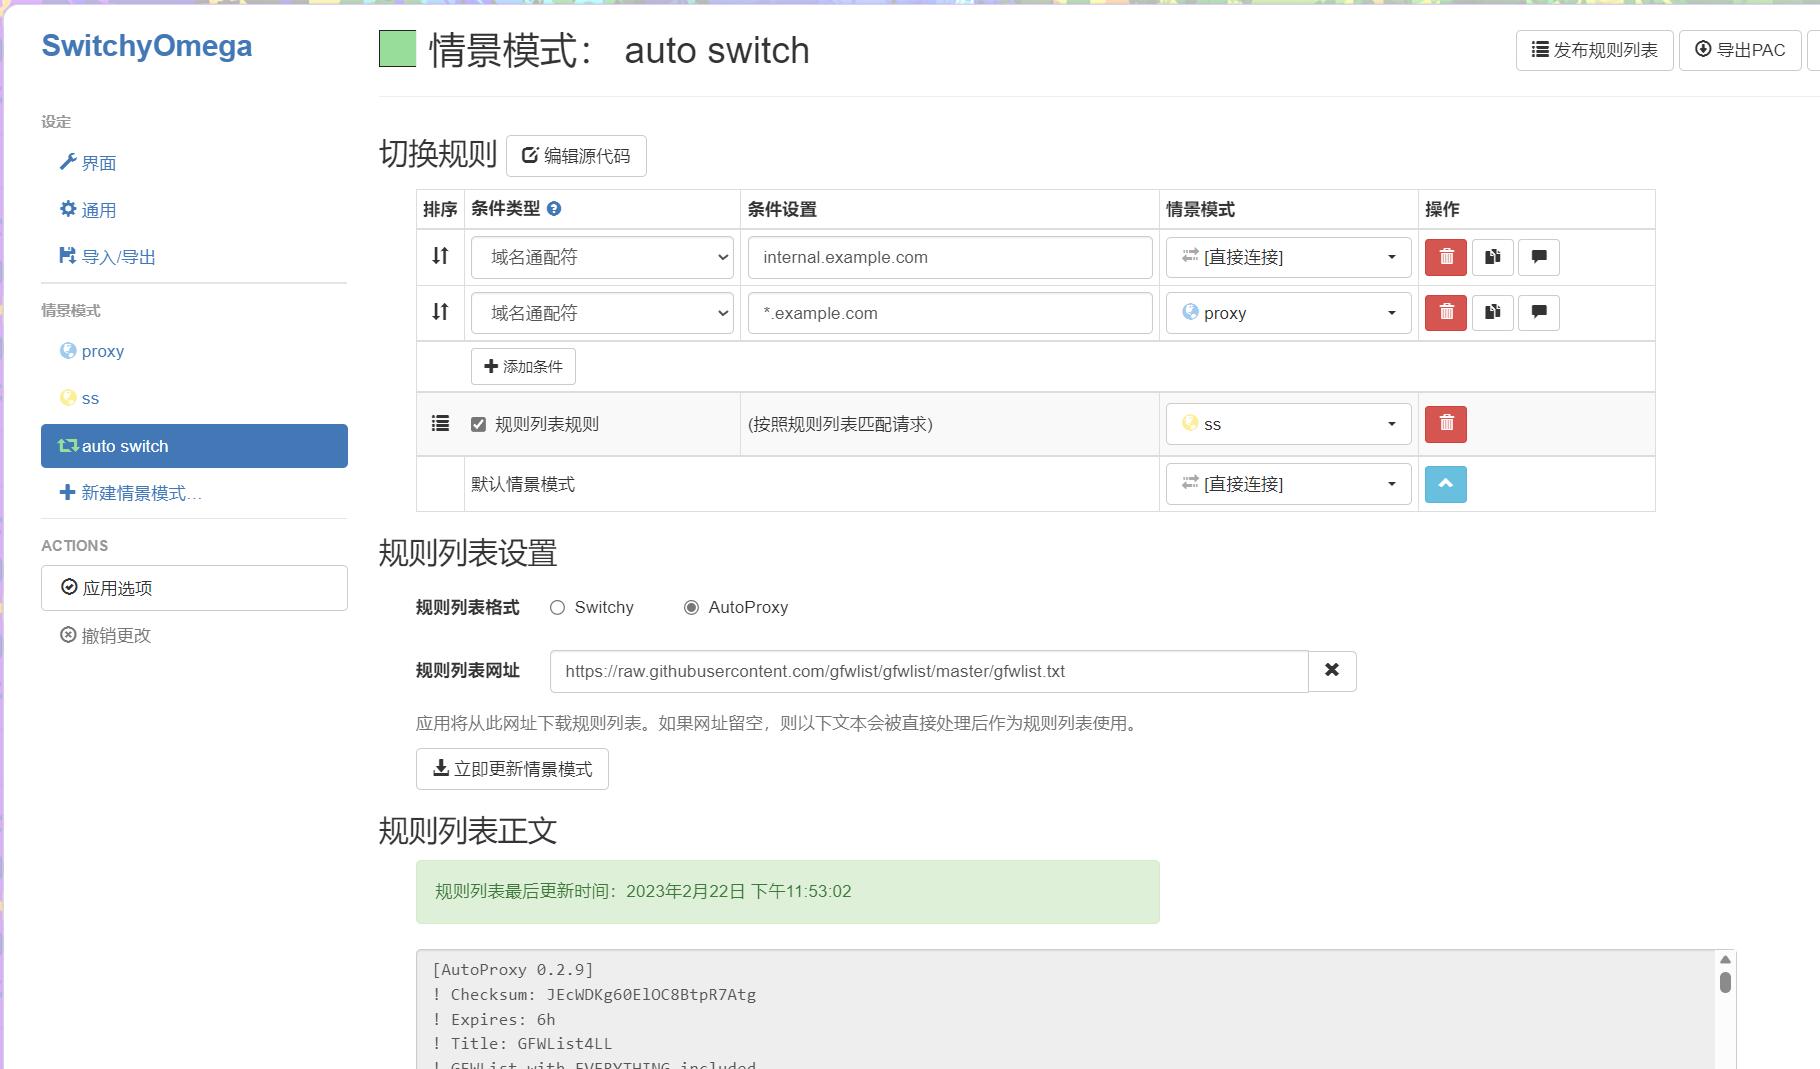 SwitchyOmega
设定
界面
通用
导入/导出
情景模式
proxy
ss
auto switch
新建情景模式...
ACTIONS
应用选项
撤销更改
情景模式： auto switch
发布规则列表 导出PAC
切换规则 编辑源代码
排序 条件类型 条件设置 情景模式 操作
域名通配符 internal.example.com [直接连接]
域名通配符 *.example.com proxy
添加条件
规则列表规则 (按照规则列表匹配请求) ss
默认情景模式 [直接连接]
规则列表设置
规则列表格式 Switchy AutoProxy
规则列表网址 https://raw.githubusercontent.com/gfwlist/gfwlist/master/gfwlist.txt
应用将从此网址下载规则列表。如果网址留空，则以下文本会被直接处理后作为规则列表使用。
立即更新情景模式
规则列表正文
规则列表最后更新时间：2023年2月22日 下午11:53:02
[AutoProxy 0.2.9]
! Checksum: JEcWDKg60ElOC8BtpR7Atg
! Expires: 6h
! Title: GFWList4LL
! GFWList with EVERYTHING included